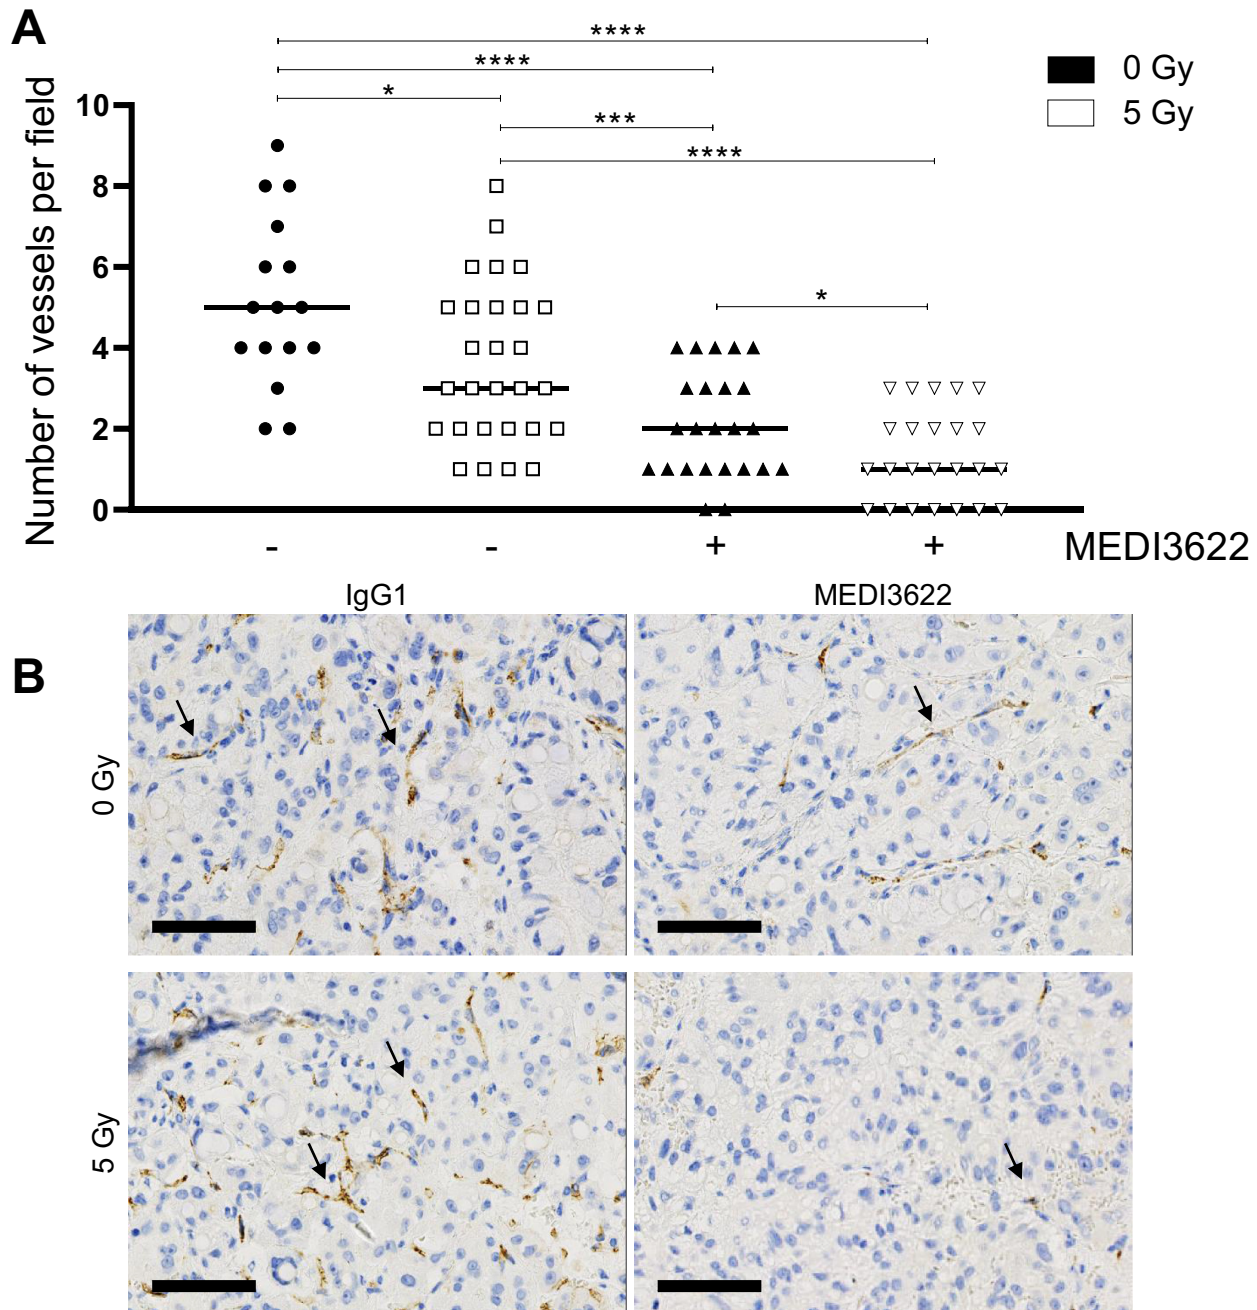 A
****
****
*
***
****
*
0 Gy
5 Gy
Number of vessels per field
10
8
6
4
2
0
- - + + MEDI3622
B
IgG1 MEDI3622
0 Gy
5 Gy